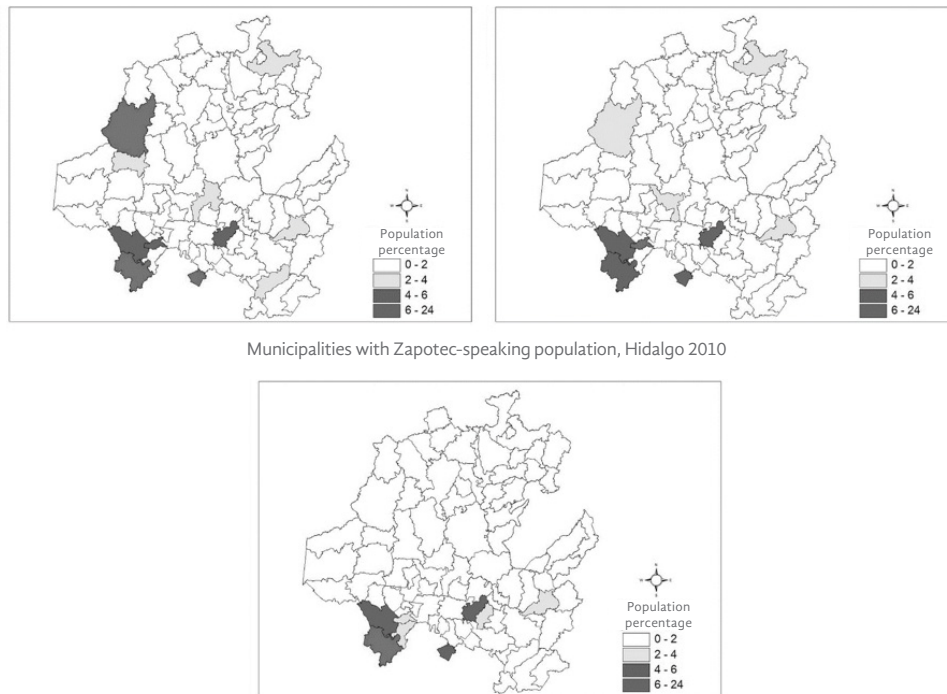 Population
percentage
0 - 2
2 - 4
4 - 6
6 - 24
Population
percentage
0 - 2
2 - 4
4 - 6
6 - 24
Municipalities with Zapotec-speaking population, Hidalgo 2010
Population
percentage
0 - 2
2 - 4
4 - 6
6 - 24